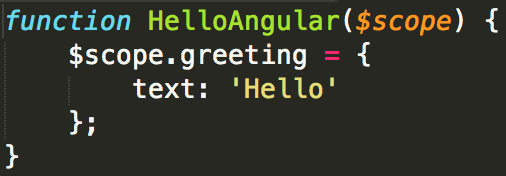 function HelloAngular($scope) {
    $scope.greeting = {
        text: 'Hello'
    };
}